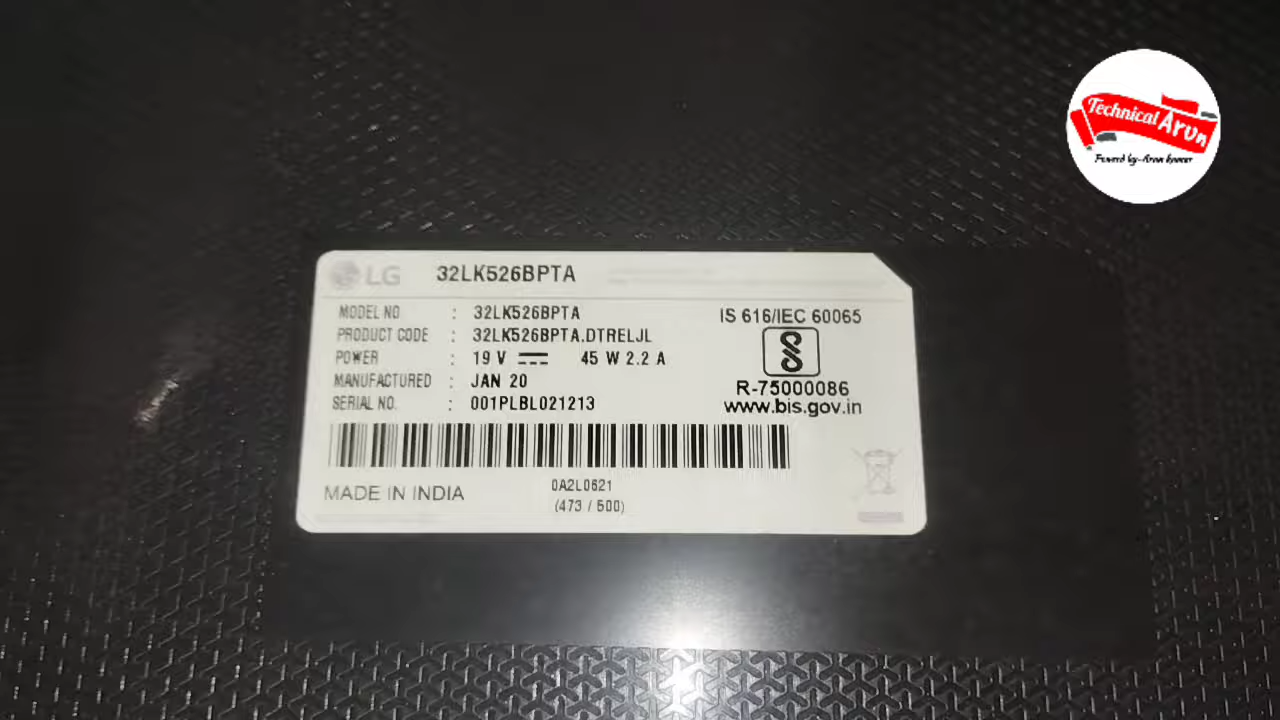 Technical Arun
Powered by-Arun kumar
LG 32LK526BPTA
MODEL NO : 32LK526BPTA
PRODUCT CODE : 32LK526BPTA.DTRELJL
POWER : 19 V 45 W 2.2 A
MANUFACTURED : JAN 20
SERIAL NO. : 001PLBL021213
IS 616/IEC 60065
R-75000086
www.bis.gov.in
MADE IN INDIA
0A2L0621
(473 / 500)